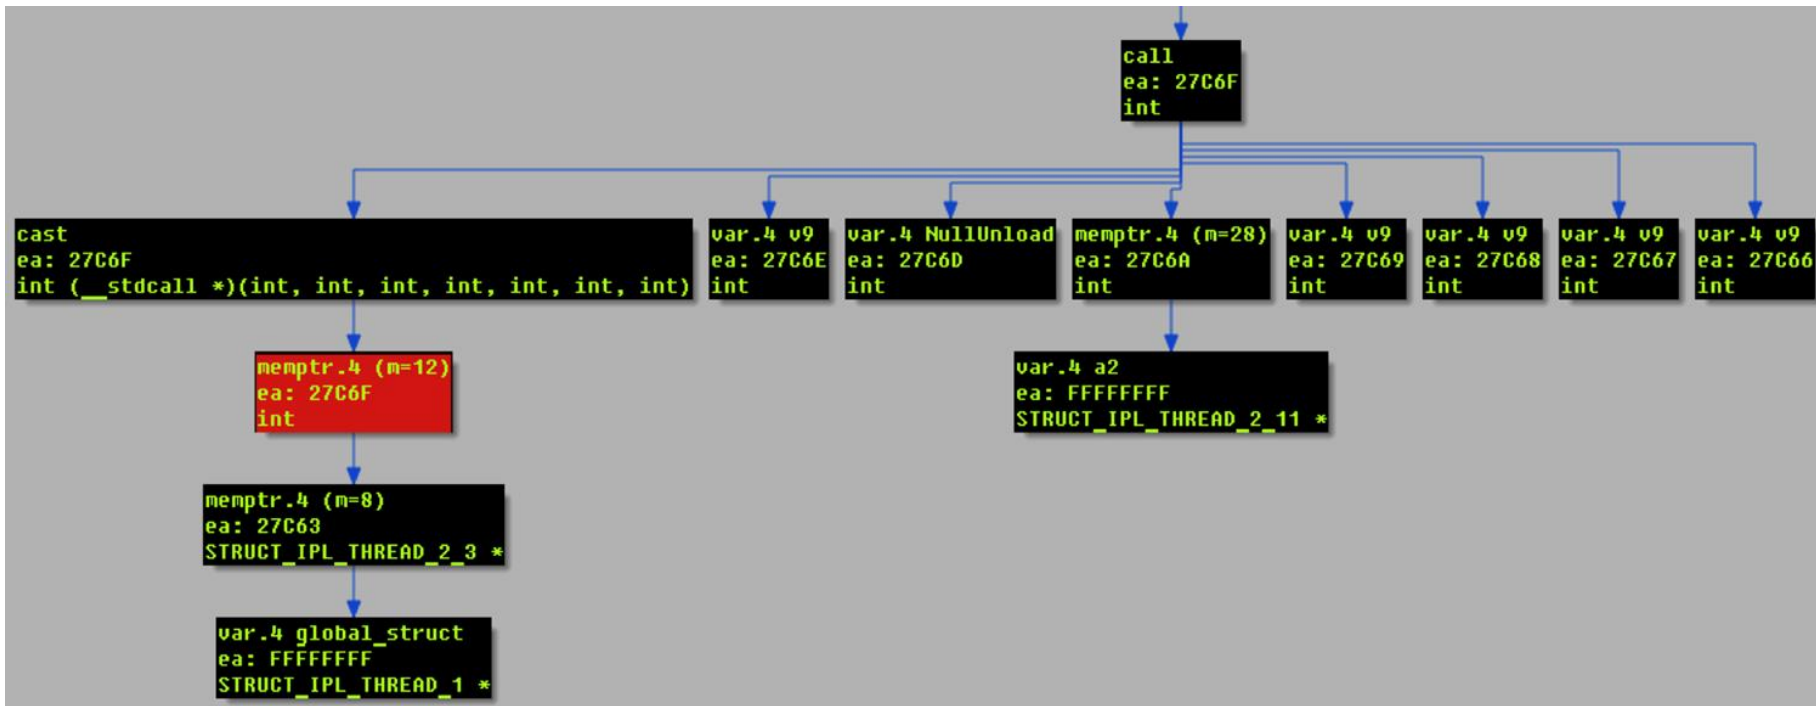 call
ea: 27C6F
int
cast
ea: 27C6F
int (__stdcall *)(int, int, int, int, int, int, int)
var.4 v9
ea: 27C6E
int
var.4 NullUnload
ea: 27C6D
int
memptr.4 (m=28)
ea: 27C6A
int
var.4 v9
ea: 27C69
int
var.4 v9
ea: 27C68
int
var.4 v9
ea: 27C67
int
var.4 v9
ea: 27C66
int
memptr.4 (m=12)
ea: 27C6F
int
var.4 a2
ea: FFFFFFFF
STRUCT_IPL_THREAD_2_11 *
memptr.4 (m=8)
ea: 27C63
STRUCT_IPL_THREAD_2_3 *
var.4 global_struct
ea: FFFFFFFF
STRUCT_IPL_THREAD_1 *